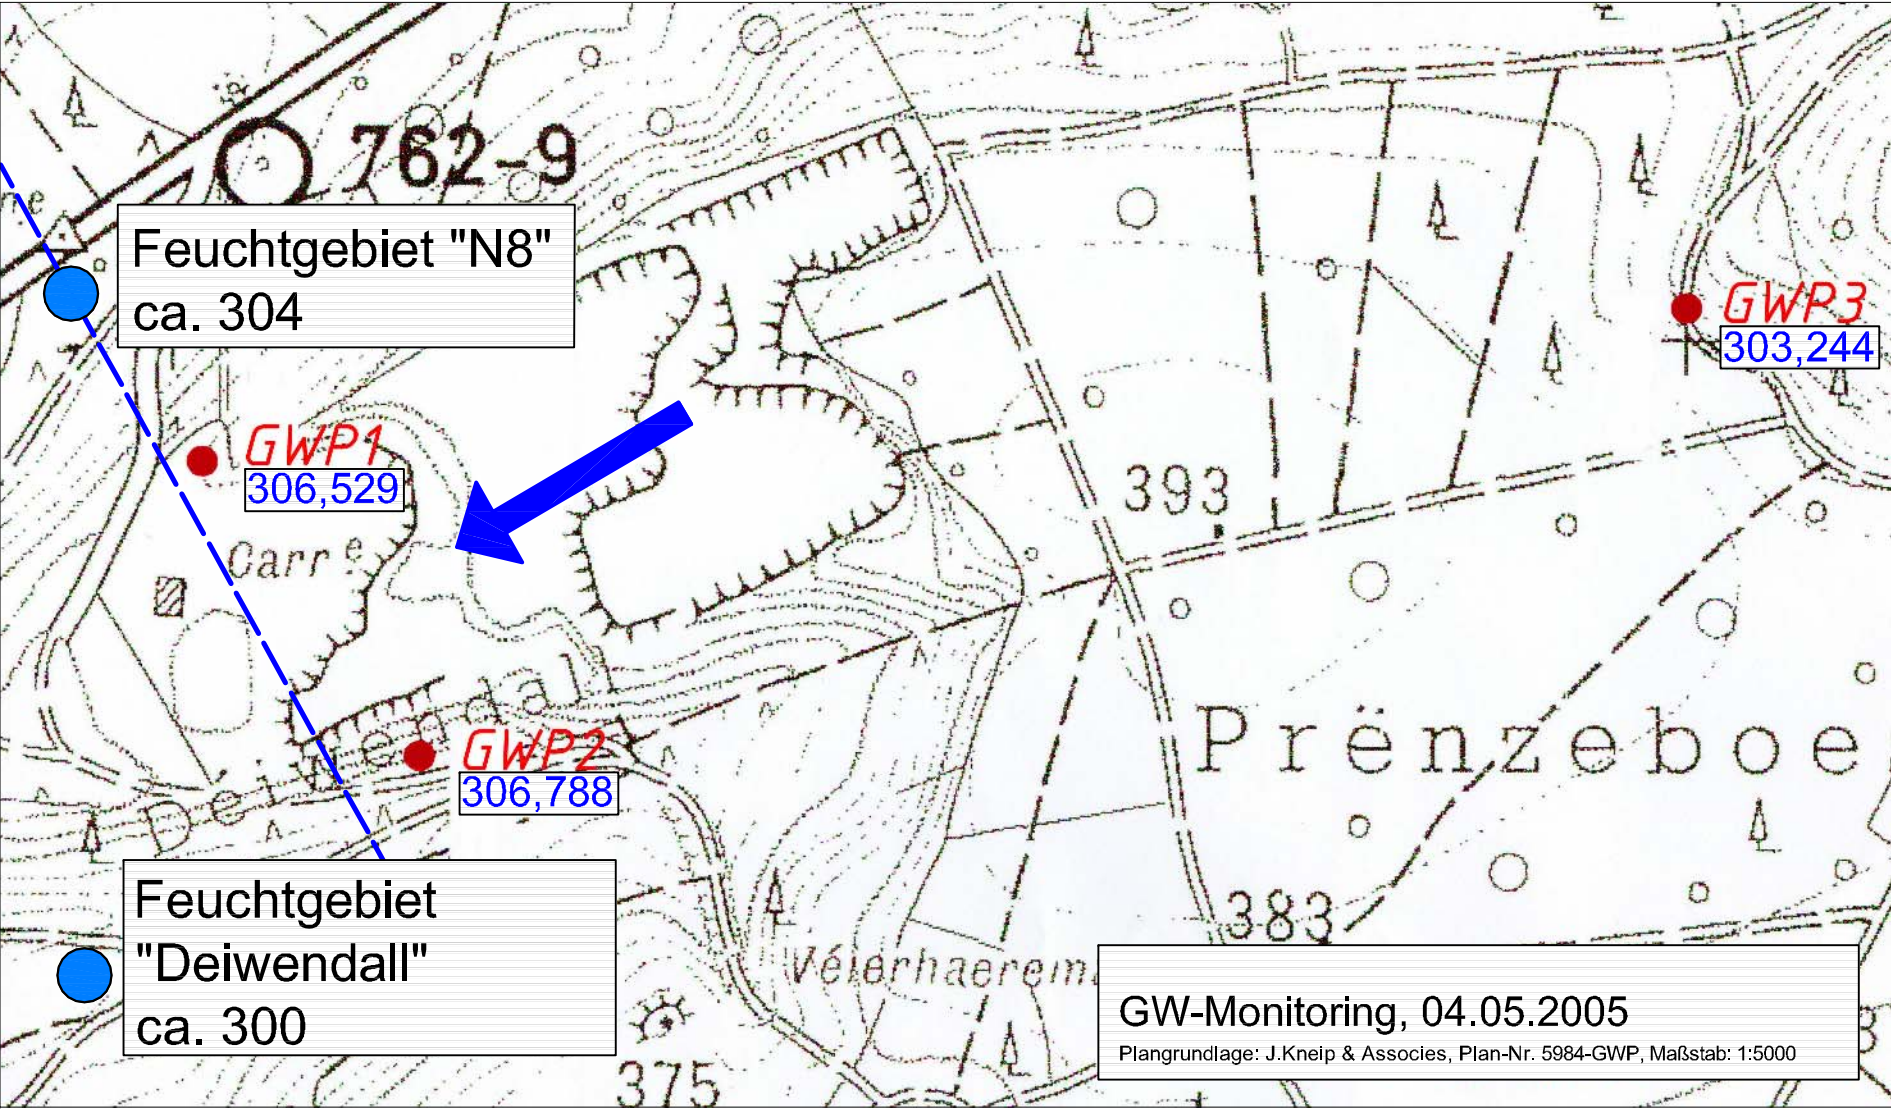 762-9
Feuchtgebiet "N8"
ca. 304
GWP3
303,244
GWP1
306,529
393
Carre
Prënzeboe
Déiwendal
GWP2
306,788
Feuchtgebiet
"Deiwendall"
ca. 300
383
375
GW-Monitoring, 04.05.2005
Plangrundlage: J.Kneip & Associes, Plan-Nr. 5984-GWP, Maßstab: 1:5000